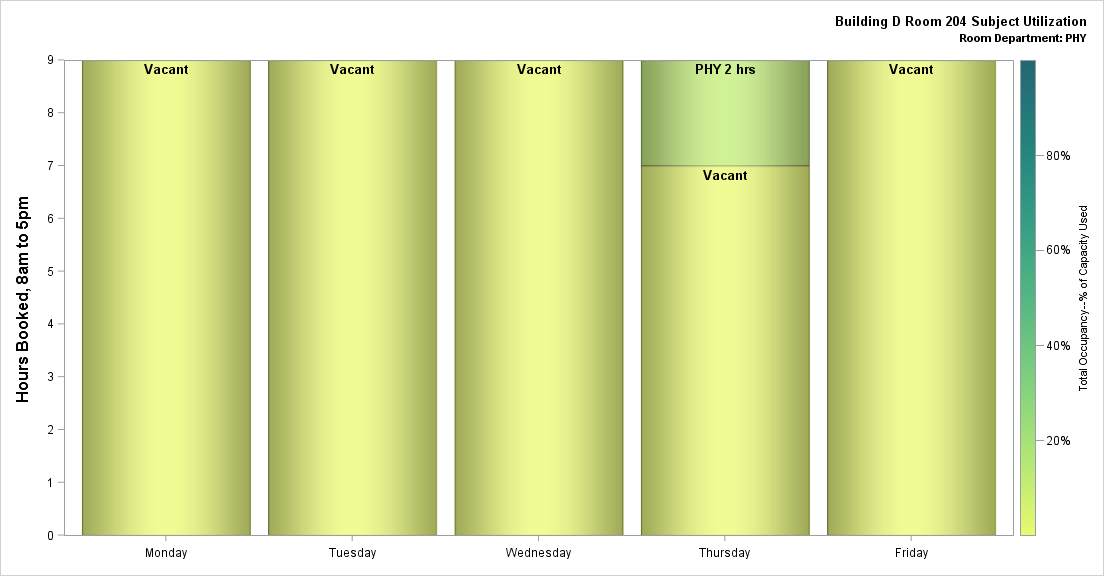 Building D Room 204 Subject Utilization
Room Department: PHY
Hours Booked, 8am to 5pm
9
8
7
6
5
4
3
2
1
0
Vacant
Vacant
Vacant
PHY 2 hrs
Vacant
Vacant
Monday
Tuesday
Wednesday
Thursday
Friday
80%
60%
40%
20%
Total Occupancy--% of Capacity Used